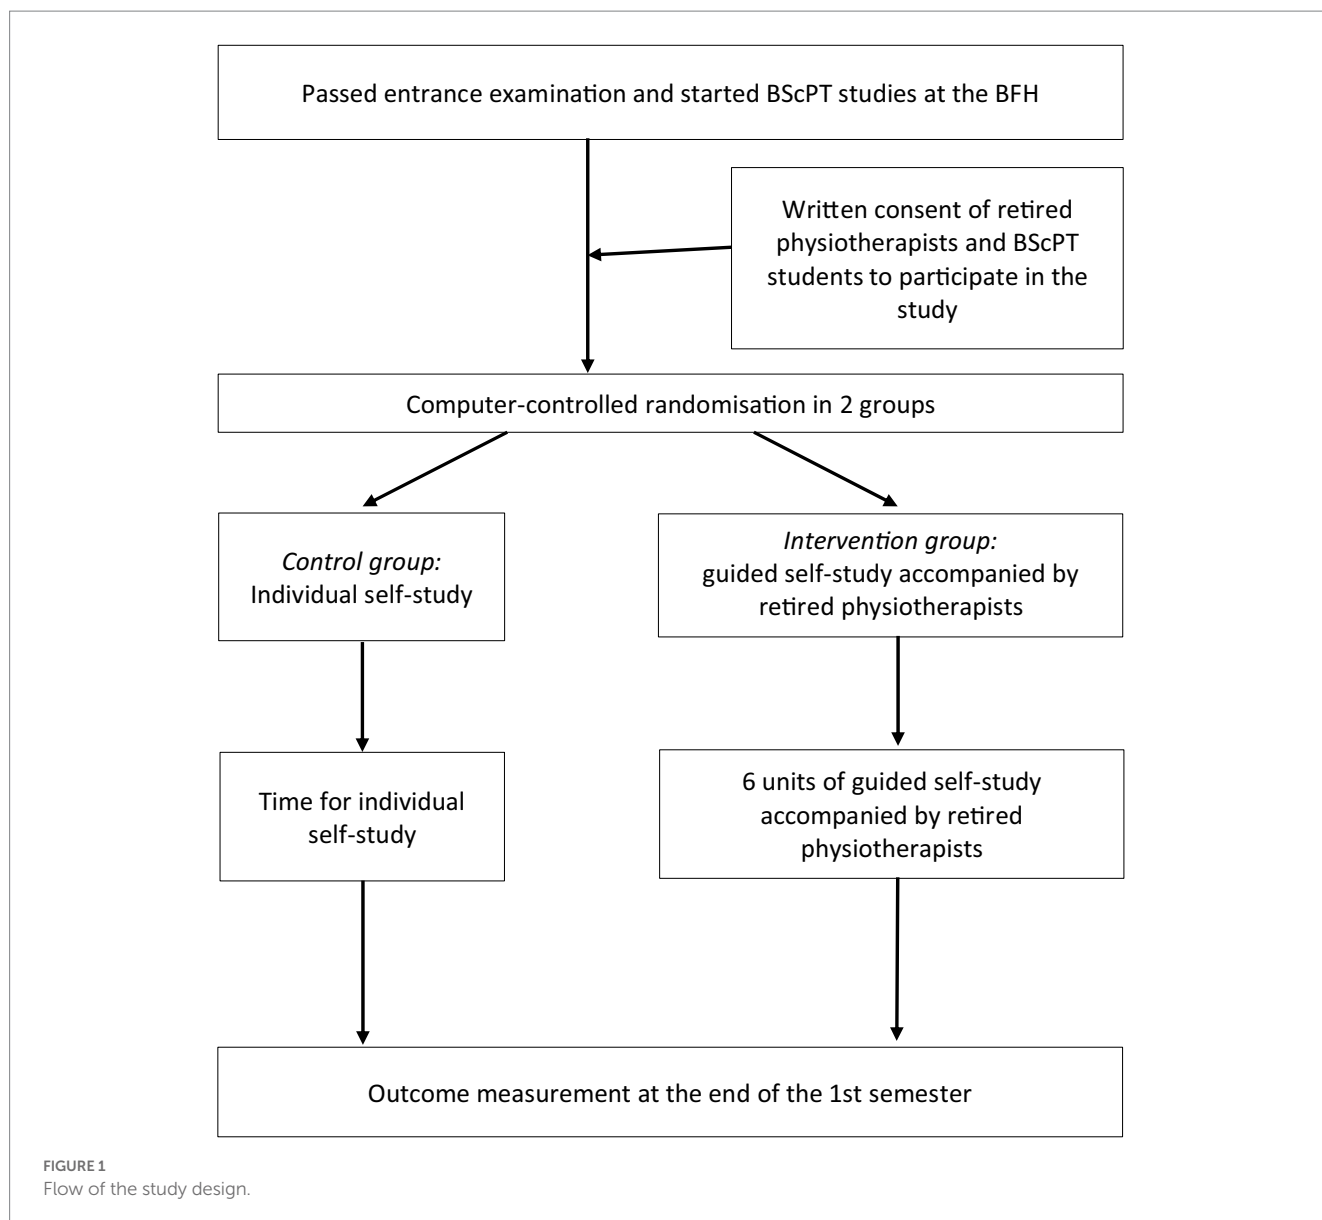 Passed entrance examination and started BScPT studies at the BFH
Written consent of retired
physiotherapists and BScPT
students to participate in the
study
Computer-controlled randomisation in 2 groups
Control group:
Individual self-study
Intervention group:
guided self-study accompanied by
retired physiotherapists
Time for individual
self-study
6 units of guided self-study
accompanied by retired
physiotherapists
Outcome measurement at the end of the 1st semester
FIGURE 1
Flow of the study design.